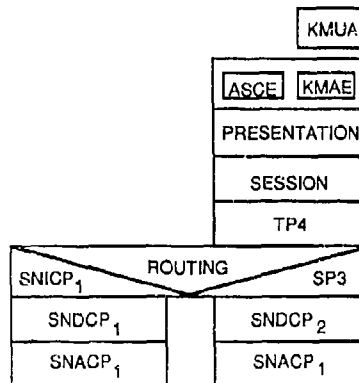 KMUA
ASCE KMAE
PRESENTATION
SESSION
TP4
ROUTING
SNICP1 SP3
SNDCP1 SNDCP2
SNACP1 SNACP1